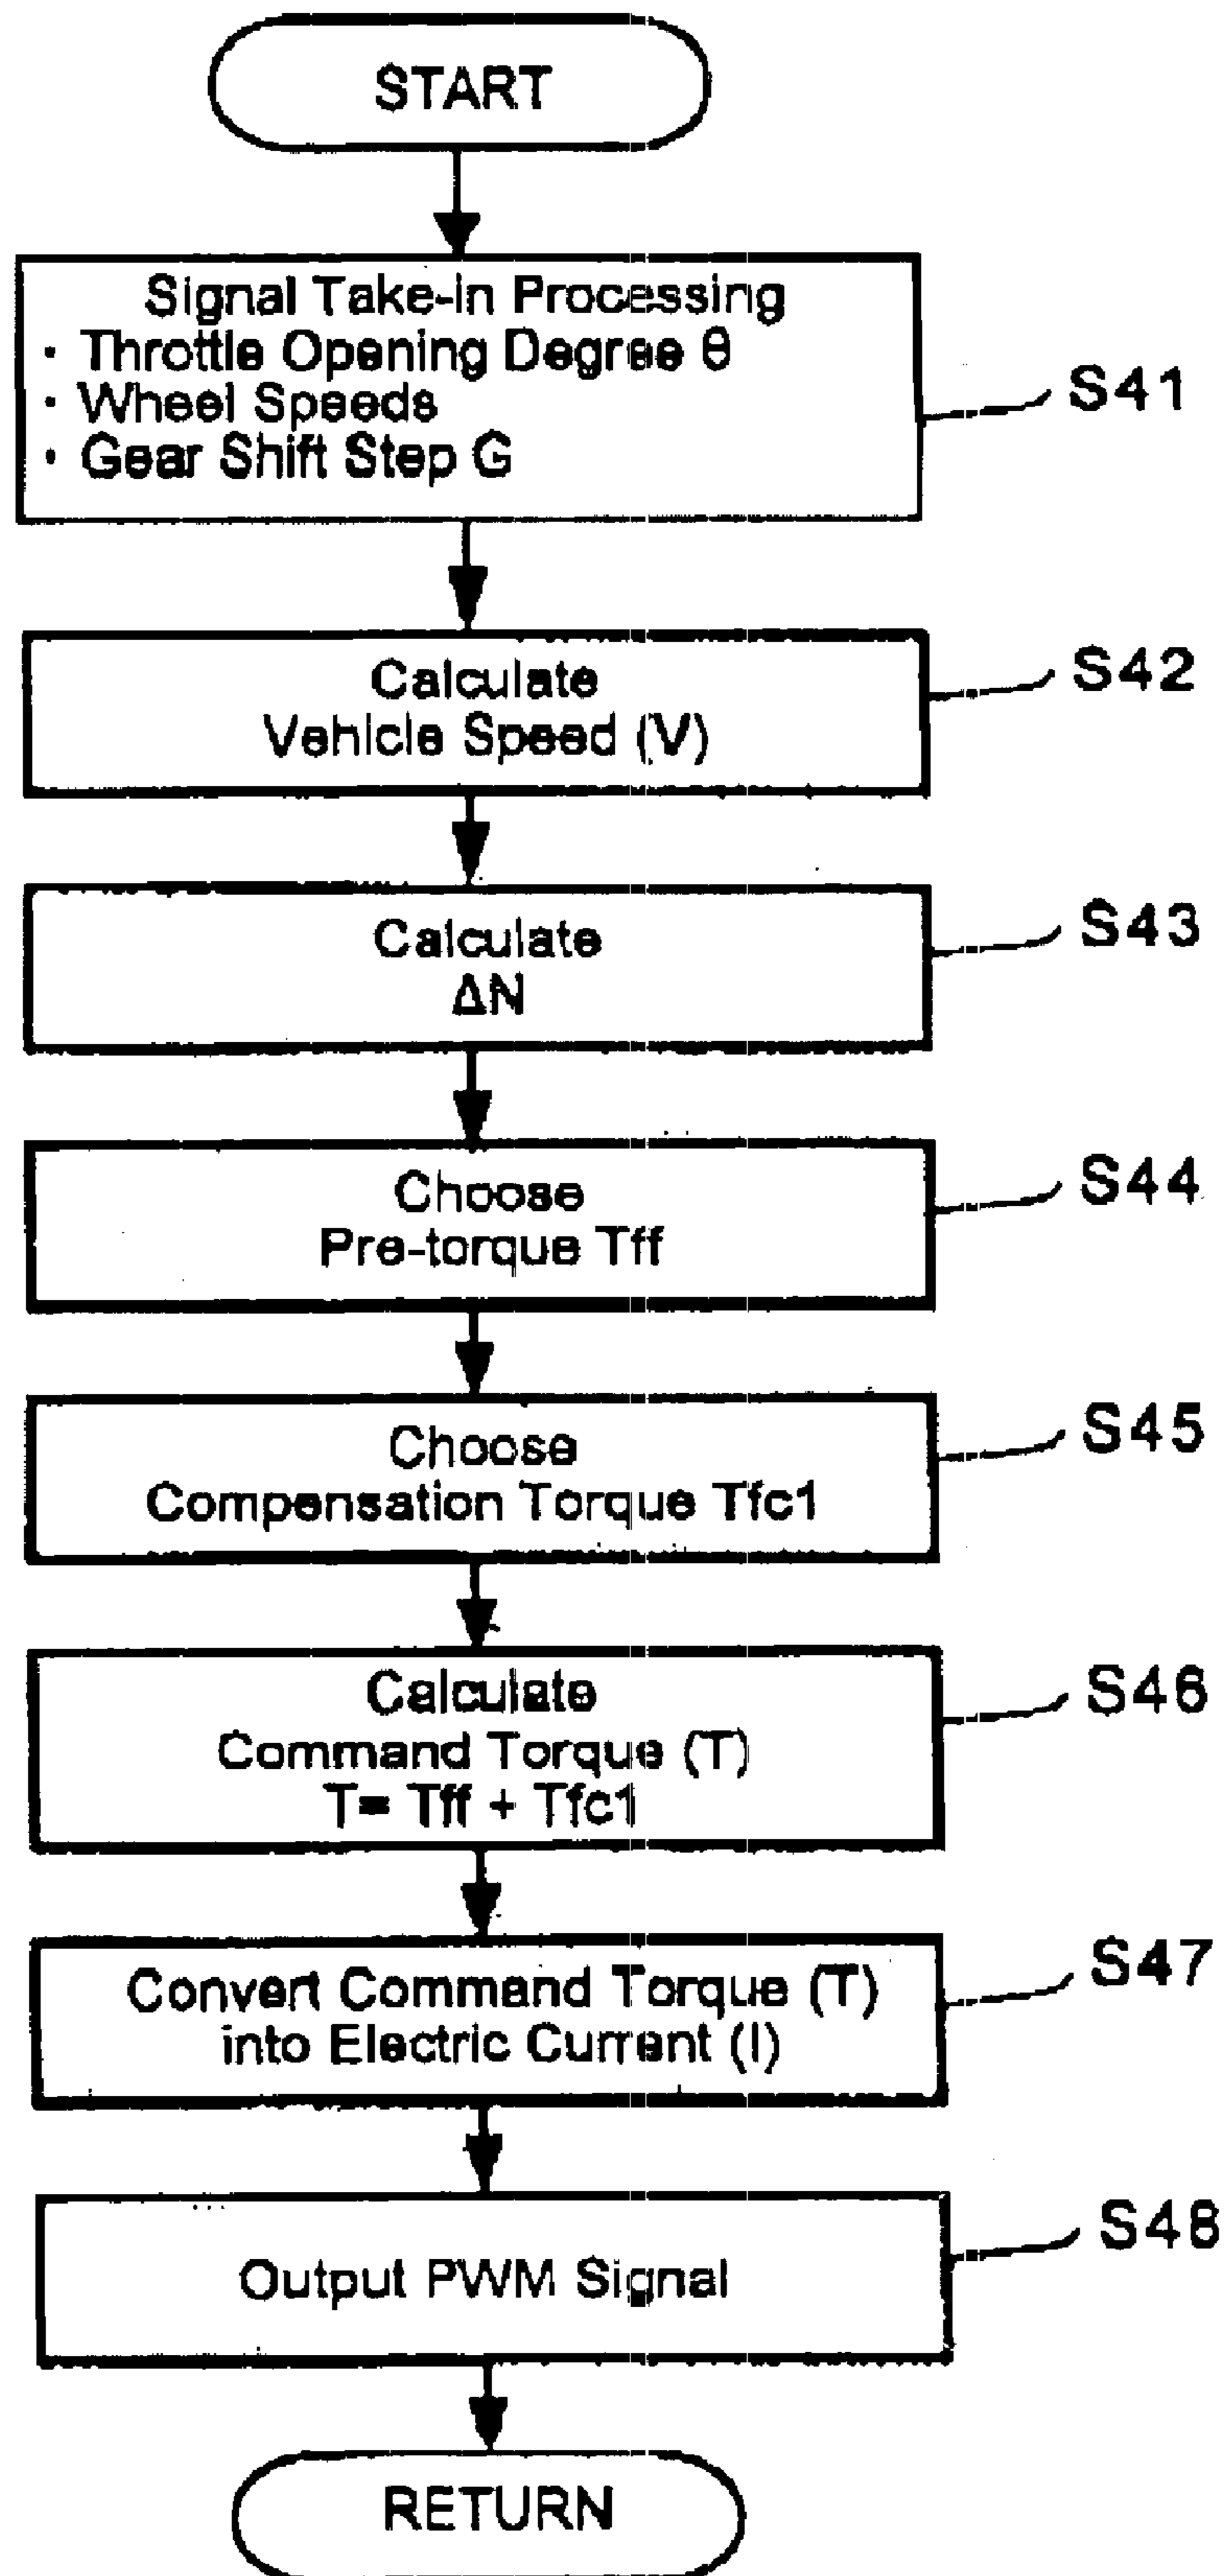 START
Signal Take-in Processing
· Throttle Opening Degree θ
· Wheel Speeds
· Gear Shift Step G
S41
Calculate
Vehicle Speed (V)
S42
Calculate
ΔN
S43
Choose
Pre-torque Tff
S44
Choose
Compensation Torque Tfc1
S45
Calculate
Command Torque (T)
T= Tff + Tfc1
S46
Convert Command Torque (T)
into Electric Current (I)
S47
Output PWM Signal
S48
RETURN